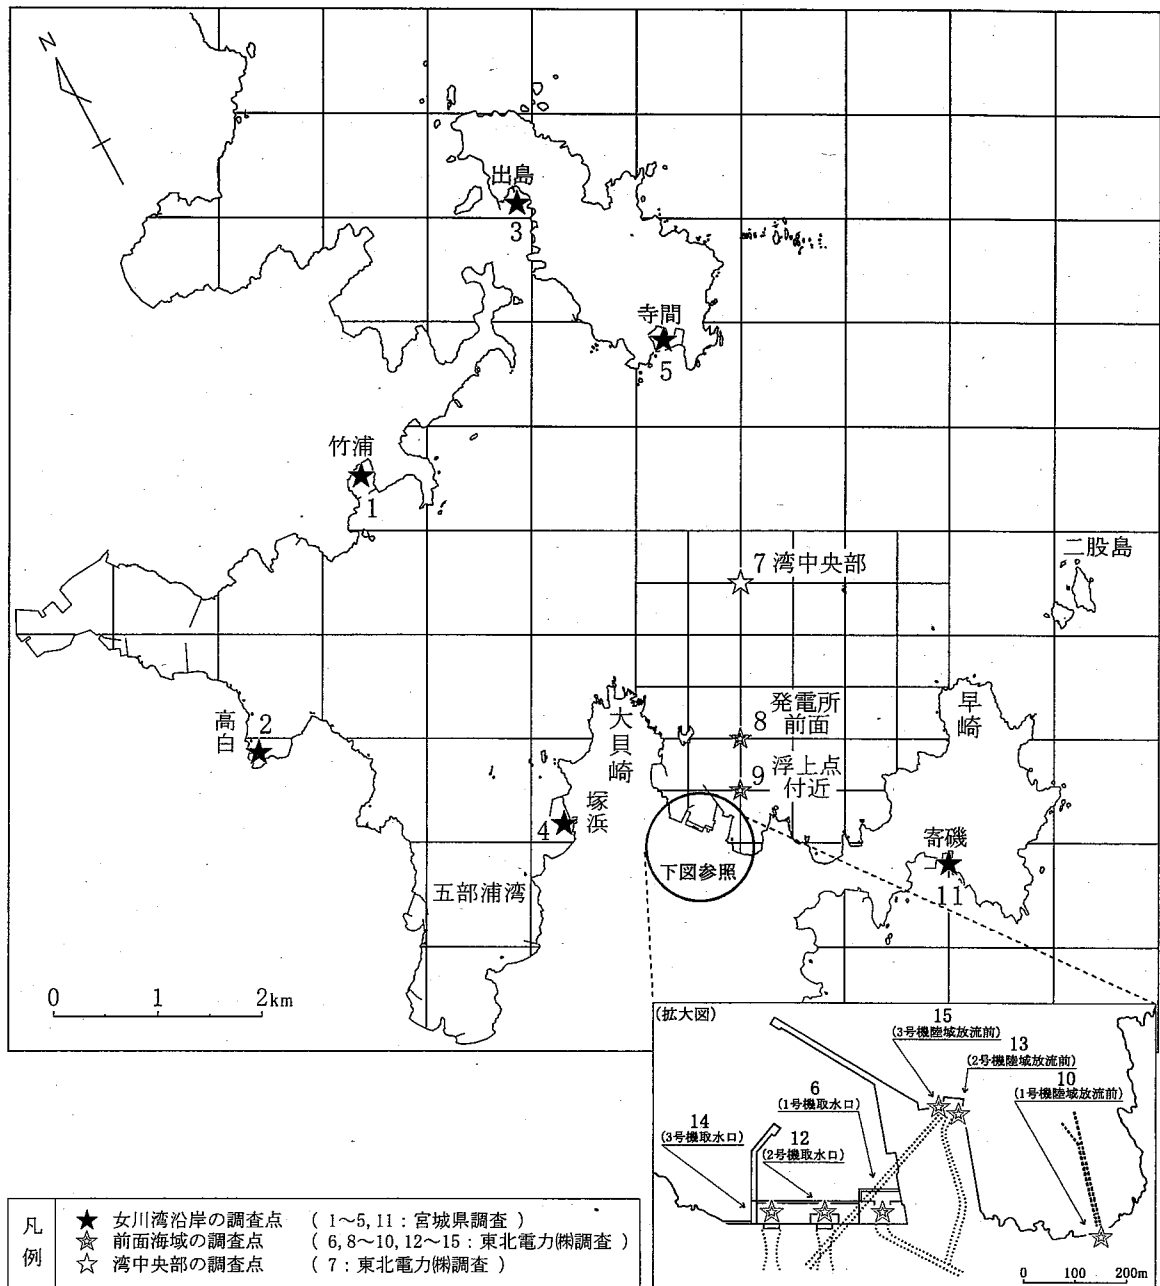 N
出島
3
寺間
5
竹浦
1
二股島
7 湾中央部
高白
2
大貝崎
発電所
前面
8
早崎
9
浮上点
付近
塚浜
4
寄磯
11
下図参照
五部浦湾
0 1 2km
(拡大図)
15
(3号機陸域放流前)
13
(2号機陸域放流前)
10
(1号機陸域放流前)
6
(1号機取水口)
14
(3号機取水口)
12
(2号機取水口)
0 100 200m
凡例
★ 女川湾沿岸の調査点 ( 1~5, 11 : 宮城県調査 )
☆ 前面海域の調査点 ( 6, 8~10, 12~15 : 東北電力㈱調査 )
☆ 湾中央部の調査点 ( 7 : 東北電力㈱調査 )